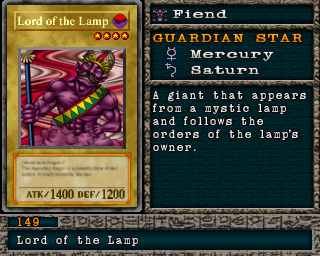 Lord of the Lamp
ATK/1400 DEF/1200
Fiend
GUARDIAN STAR
Mercury
Saturn
A giant that appears
from a mystic lamp
and follows the
orders of the lamp's
owner.
149
Lord of the Lamp